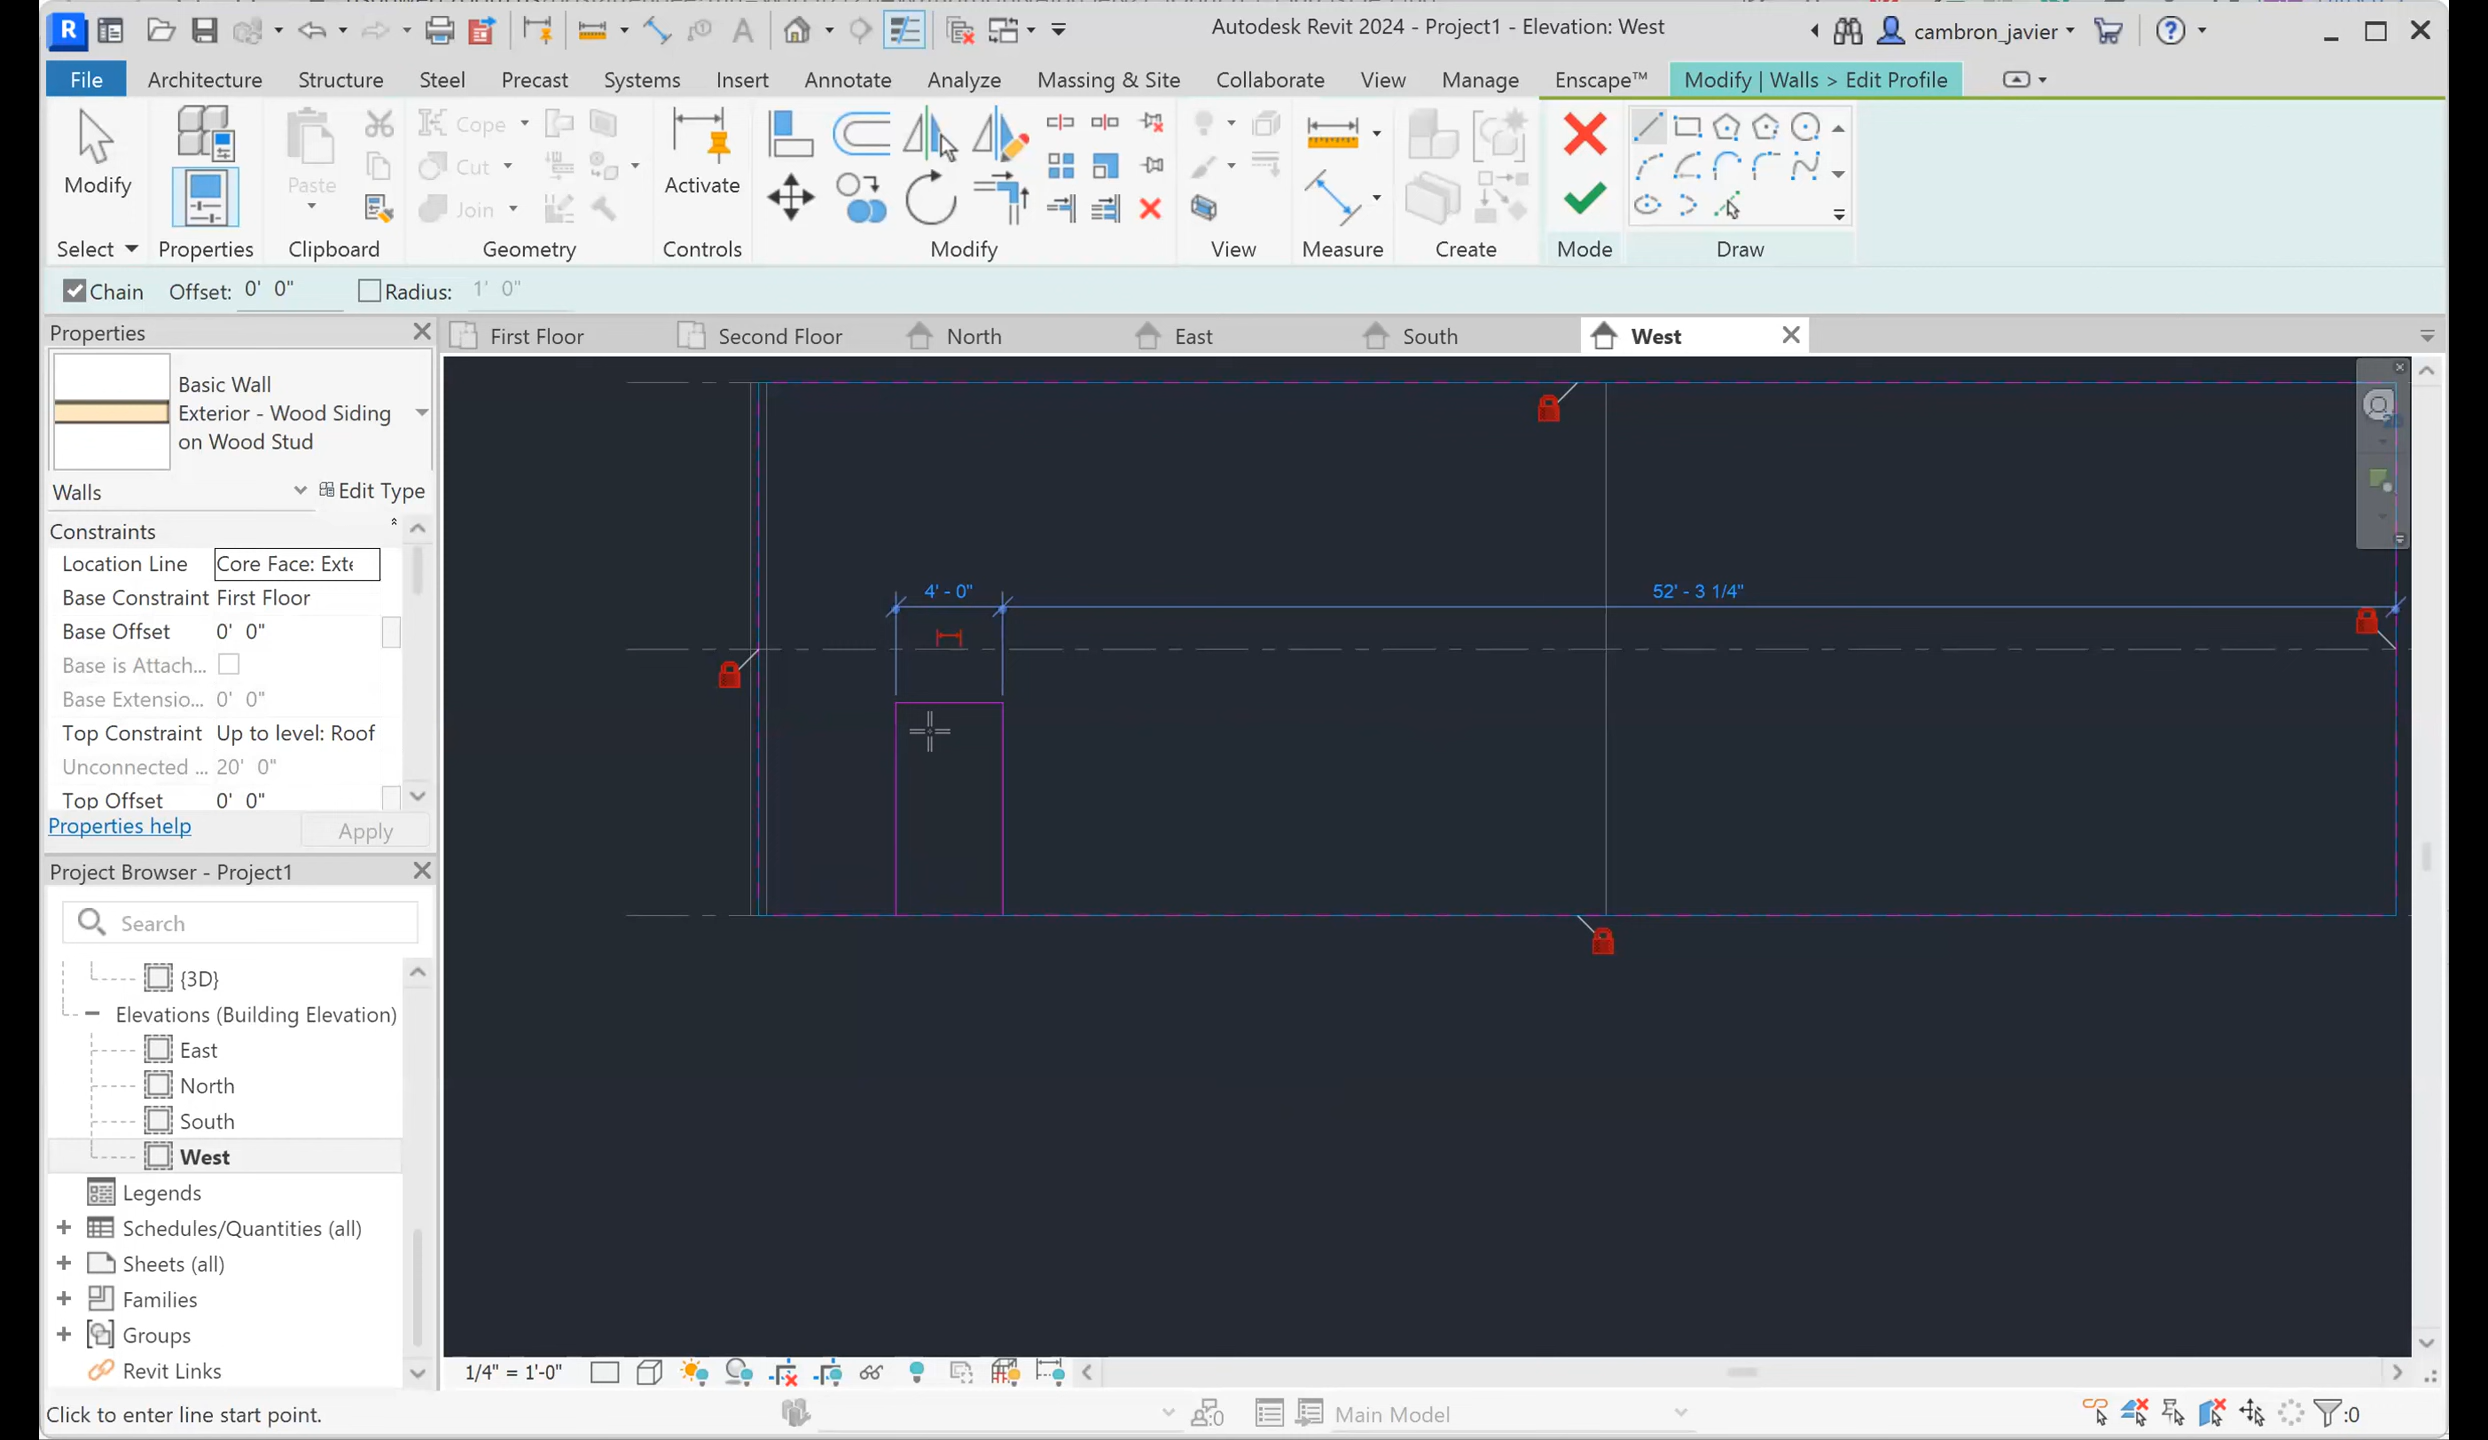 R
Autodesk Revit 2024 - Project1 - Elevation: West
cambron_javier
File Architecture Structure Steel Precast Systems Insert Annotate Analyze Massing & Site Collaborate View Manage Enscape™ Modify | Walls > Edit Profile
Modify
Paste
Cope
Cut
Join
Activate
Select Properties Clipboard Geometry Controls Modify View Measure Create Mode Draw
Chain Offset: 0' 0" Radius: 1' 0"
Properties
First Floor Second Floor North East South West
Basic Wall
Exterior - Wood Siding
on Wood Stud
Walls Edit Type
Constraints
Location Line Core Face: Exte
Base Constraint First Floor
Base Offset 0' 0"
Base is Attach...
Base Extensio... 0' 0"
Top Constraint Up to level: Roof
Unconnected ... 20' 0"
Top Offset 0' 0"
Properties help Apply
4' - 0"
52' - 3 1/4"
Project Browser - Project1
Search
{3D}
Elevations (Building Elevation)
East
North
South
West
Legends
Schedules/Quantities (all)
Sheets (all)
Families
Groups
Revit Links
1/4" = 1'-0"
Click to enter line start point.
:0
Main Model
:0